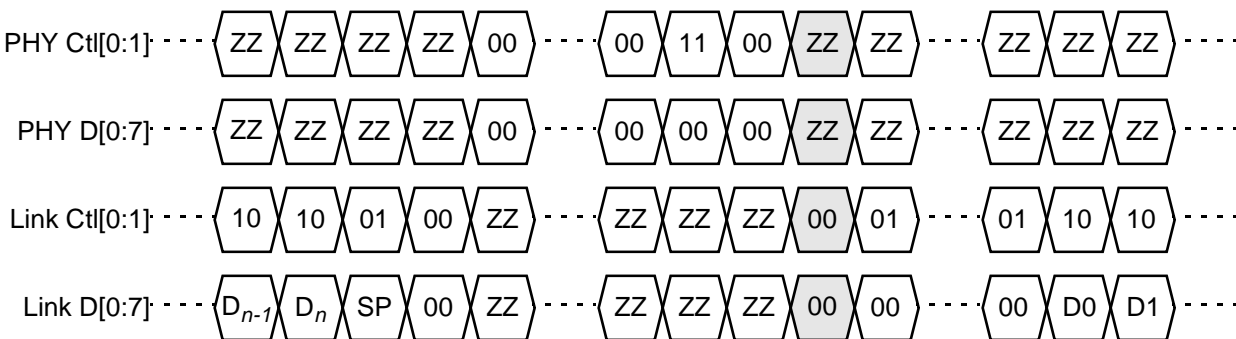 PHY Ctl[0:1] ZZ ZZ ZZ ZZ 00 00 11 00 ZZ ZZ ZZ ZZ ZZ
PHY D[0:7] ZZ ZZ ZZ ZZ 00 00 00 00 ZZ ZZ ZZ ZZ ZZ
Link Ctl[0:1] 10 10 01 00 ZZ ZZ ZZ ZZ 00 01 01 10 10
Link D[0:7] Dn-1 Dn SP 00 ZZ ZZ ZZ ZZ 00 00 00 D0 D1